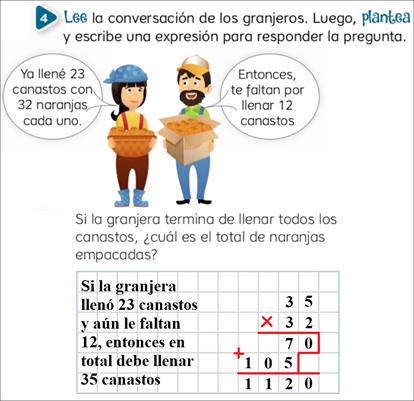 4 Lee la conversación de los granjeros. Luego, plantea
y escribe una expresión para responder la pregunta.
Ya llené 23
canastos con
32 naranjas
cada uno.
Entonces,
te faltan por
llenar 12
canastos
Si la granjera termina de llenar todos los
canastos, ¿cuál es el total de naranjas
empacadas?
Si la granjera
llenó 23 canastos
y aún le faltan
12, entonces en
total debe llenar
35 canastos
3 5
× 3 2
7 0
+ 1 0 5
1 1 2 0